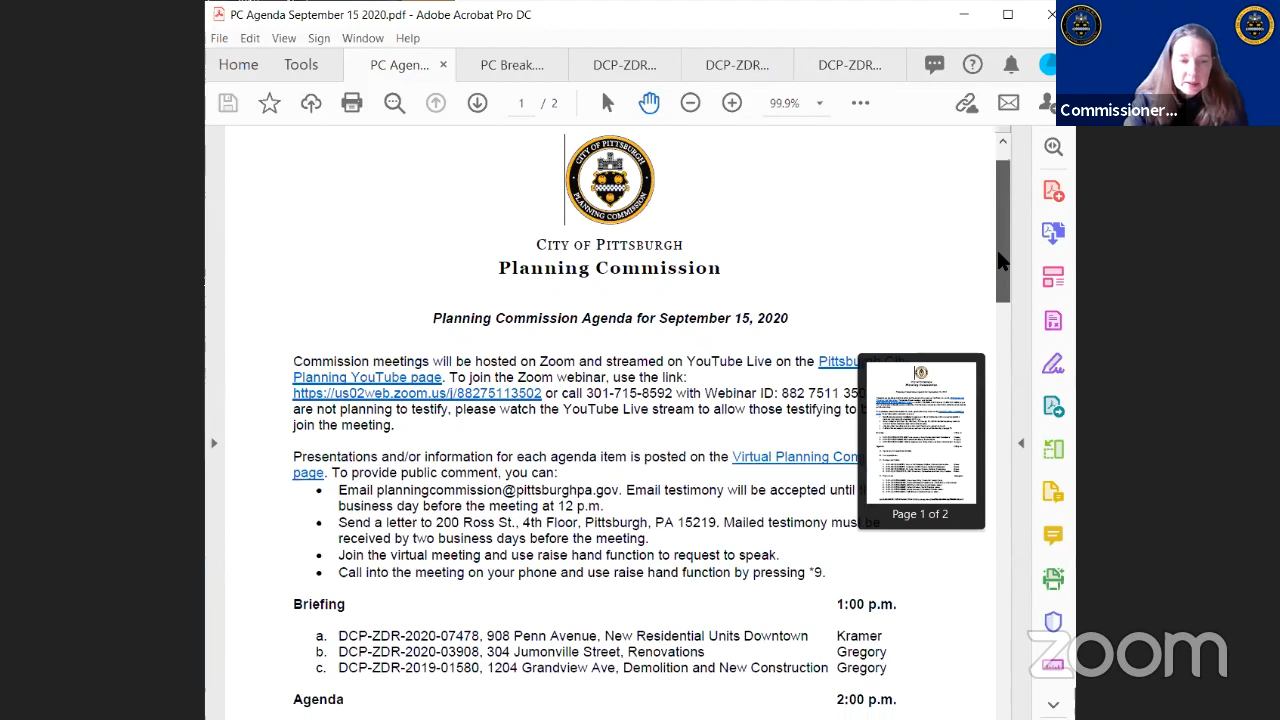 PC Agenda September 15 2020.pdf - Adobe Acrobat Pro DC
File Edit View Sign Window Help
Home Tools PC Agen... × PC Break... DCP-ZDR... DCP-ZDR... DCP-ZDR...
1 / 2 99.9%
Commissioner...
CITY OF PITTSBURGH
PLANNING COMMISSION
CITY OF PITTSBURGH
Planning Commission
Planning Commission Agenda for September 15, 2020
Commission meetings will be hosted on Zoom and streamed on YouTube Live on the
Planning YouTube page. To join the Zoom webinar, use the link:
https://us02web.zoom.us/j/88275113502 or call 301-715-8592 with Webinar ID: 882 7511
are not planning to testify, please watch the YouTube Live stream to allow those testifying to
join the meeting.
Presentations and/or information for each agenda item is posted on the Virtual Planning
page. To provide public comment, you can:
• Email planningcommission@pittsburghpa.gov. Email testimony will be accepted until
business day before the meeting at 12 p.m.
• Send a letter to 200 Ross St., 4th Floor, Pittsburgh, PA 15219. Mailed testimony must be
received by two business days before the meeting.
• Join the virtual meeting and use raise hand function to request to speak.
• Call into the meeting on your phone and use raise hand function by pressing *9.
Page 1 of 2
Briefing 1:00 p.m.
a. DCP-ZDR-2020-07478, 908 Penn Avenue, New Residential Units Downtown Kramer
b. DCP-ZDR-2020-03908, 304 Jumonville Street, Renovations Gregory
c. DCP-ZDR-2019-01580, 1204 Grandview Ave, Demolition and New Construction Gregory
Agenda 2:00 p.m.
zoom